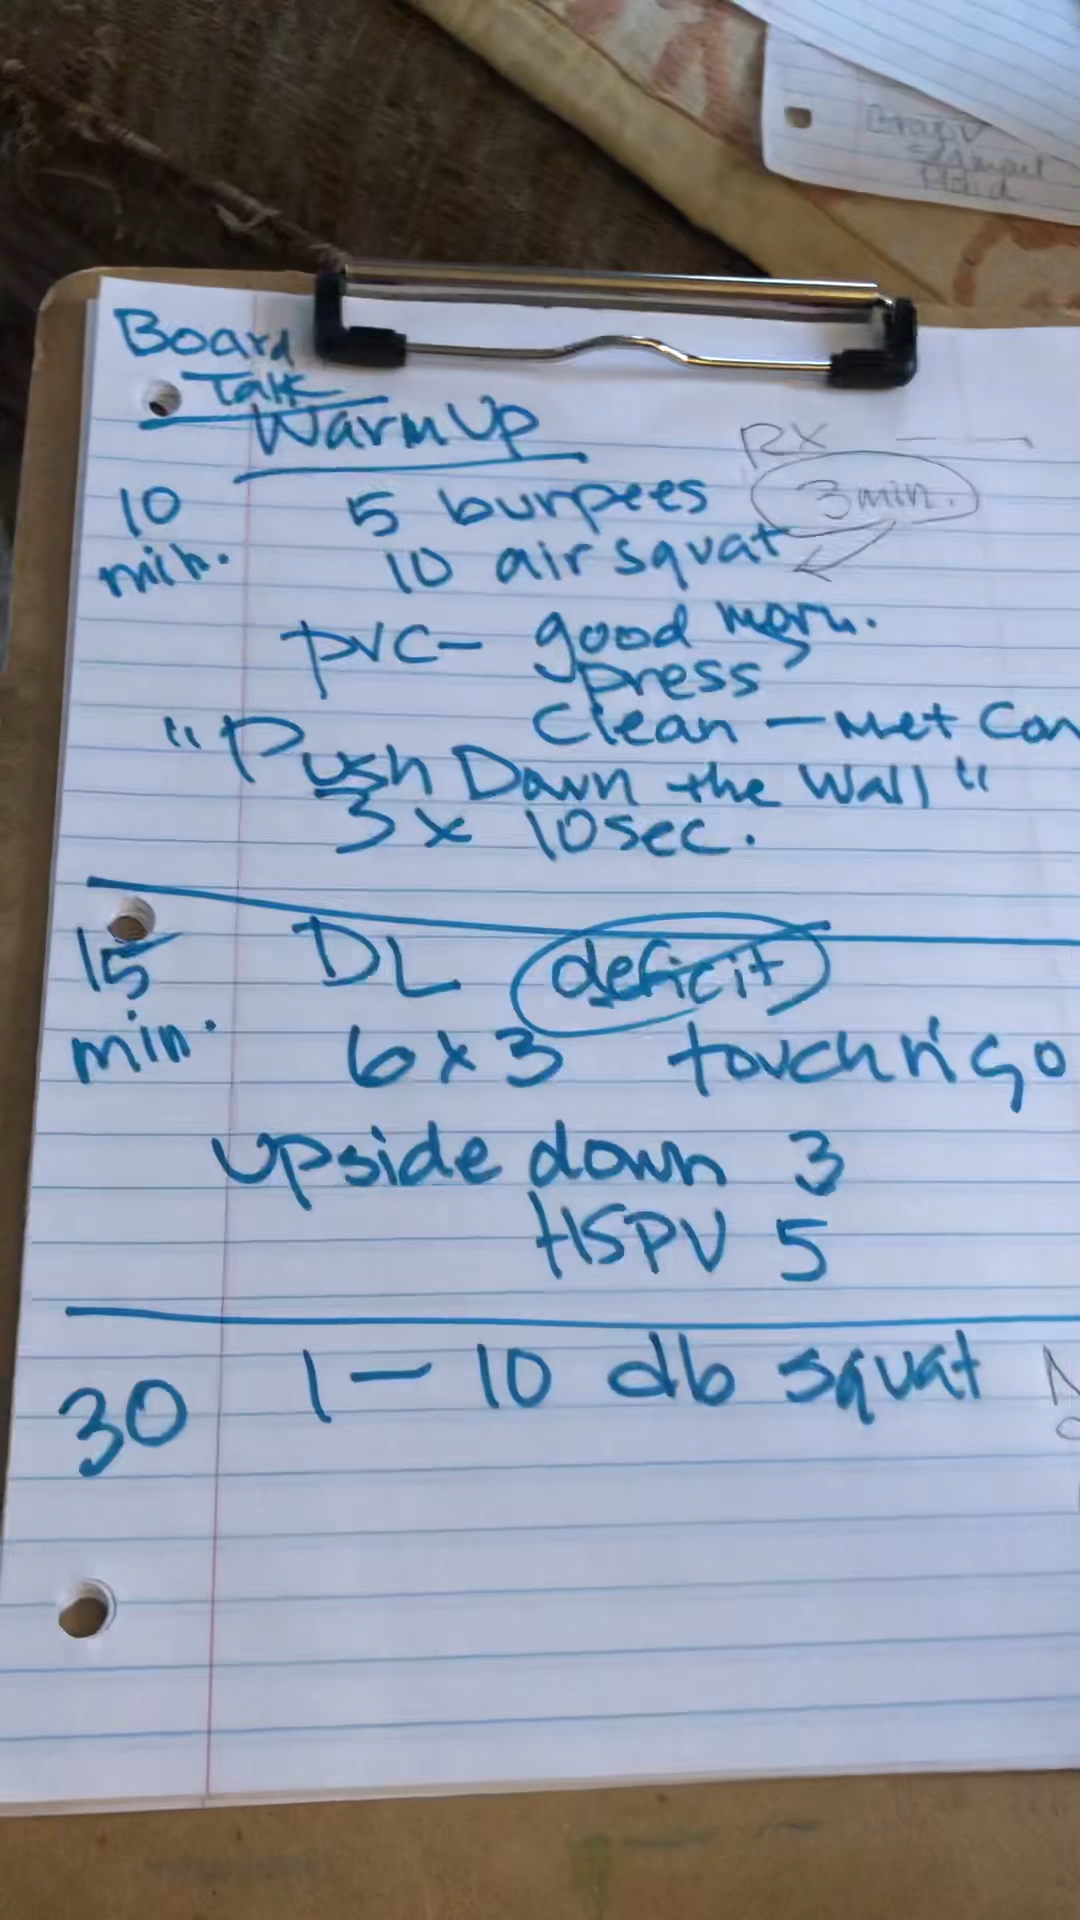 Board
Talk
Warm Up
RX
10 min.
5 burpees
3 min.
10 air squat
PVC - good morn.
press
Clean - Met Con
"Push Down the Wall"
3 x 10 sec.
15 min.
DL deficit
6 x 3 touch n' go
upside down 3
HSPU 5
30
1 - 10 db squat